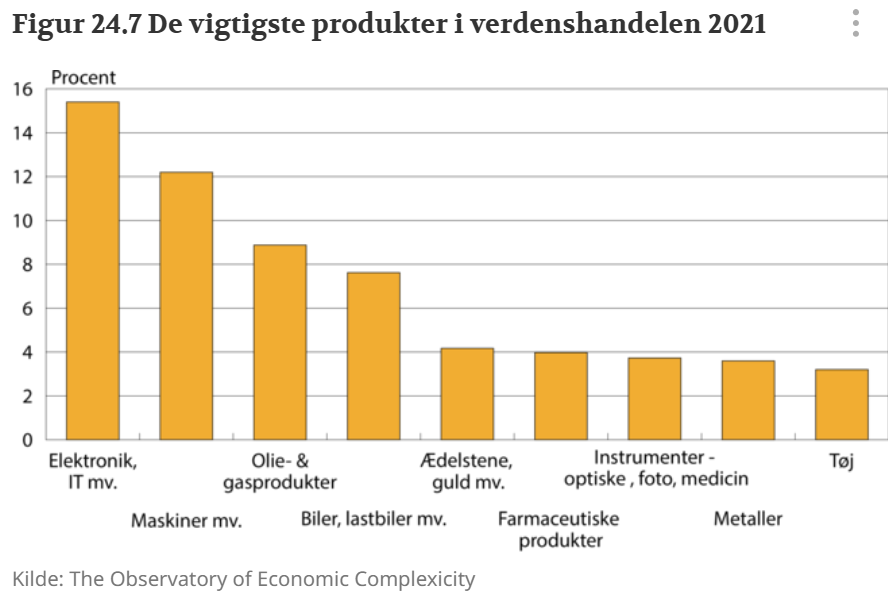 Figur 24.7 De vigtigste produkter i verdenshandelen 2021
Procent
16
14
12
10
8
6
4
2
0
Elektronik,
IT mv.
Maskiner mv.
Olie- &
gasprodukter
Biler, lastbiler mv.
Ædelstene,
guld mv.
Farmaceutiske
produkter
Instrumenter -
optiske , foto, medicin
Metaller
Tøj
Kilde: The Observatory of Economic Complexicity